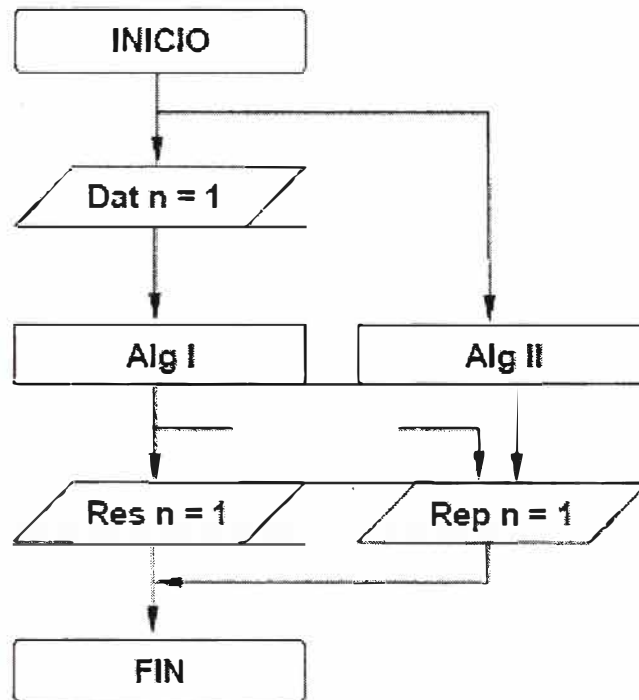 INICIO
Dat n = 1
Alg I
Alg II
Res n = 1
Rep n = 1
FIN